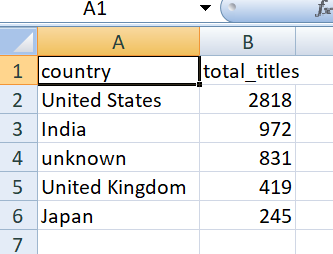 A1
fx
A B
1 country total_titles
2 United States 2818
3 India 972
4 unknown 831
5 United Kingdom 419
6 Japan 245
7